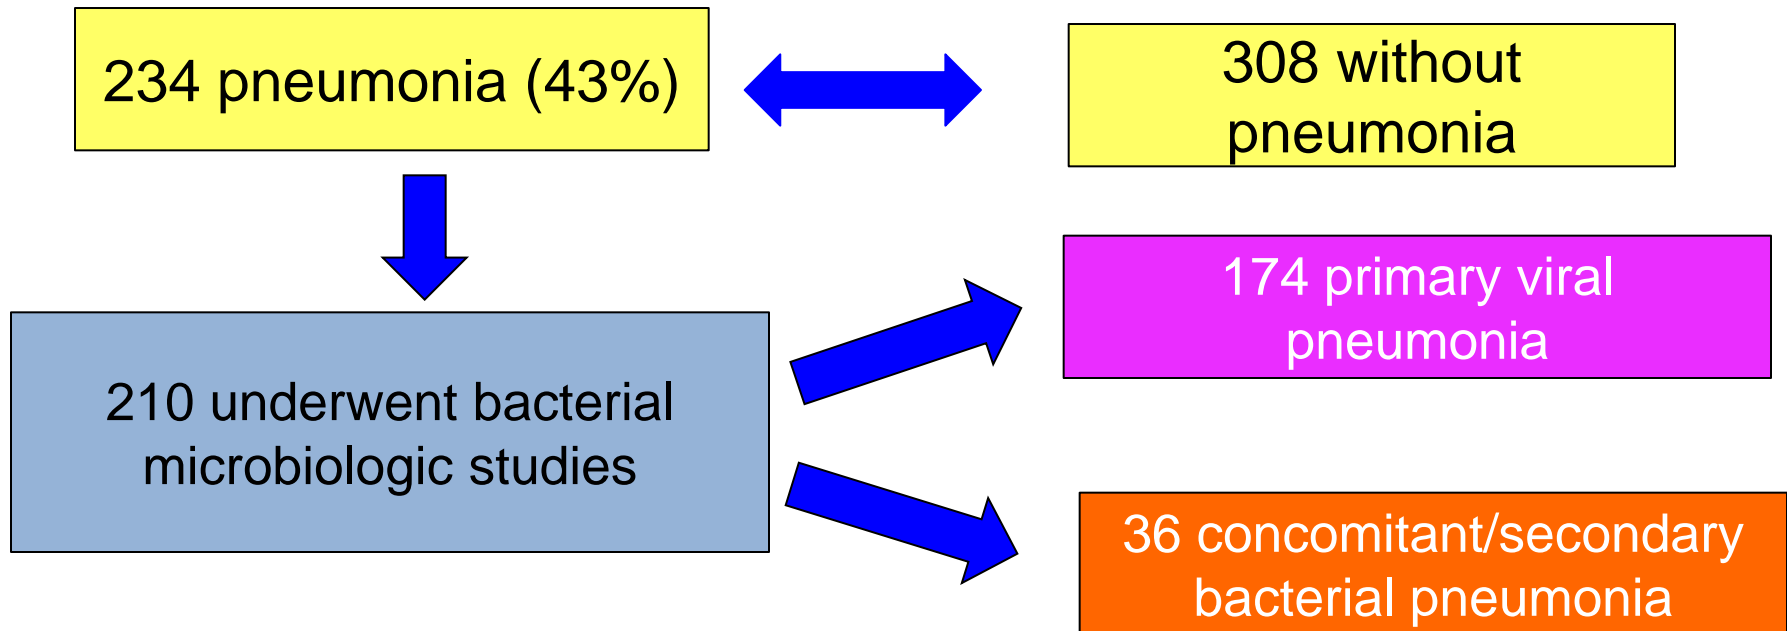 234 pneumonia (43%)
308 without
pneumonia
174 primary viral
pneumonia
210 underwent bacterial
microbiologic studies
36 concomitant/secondary
bacterial pneumonia